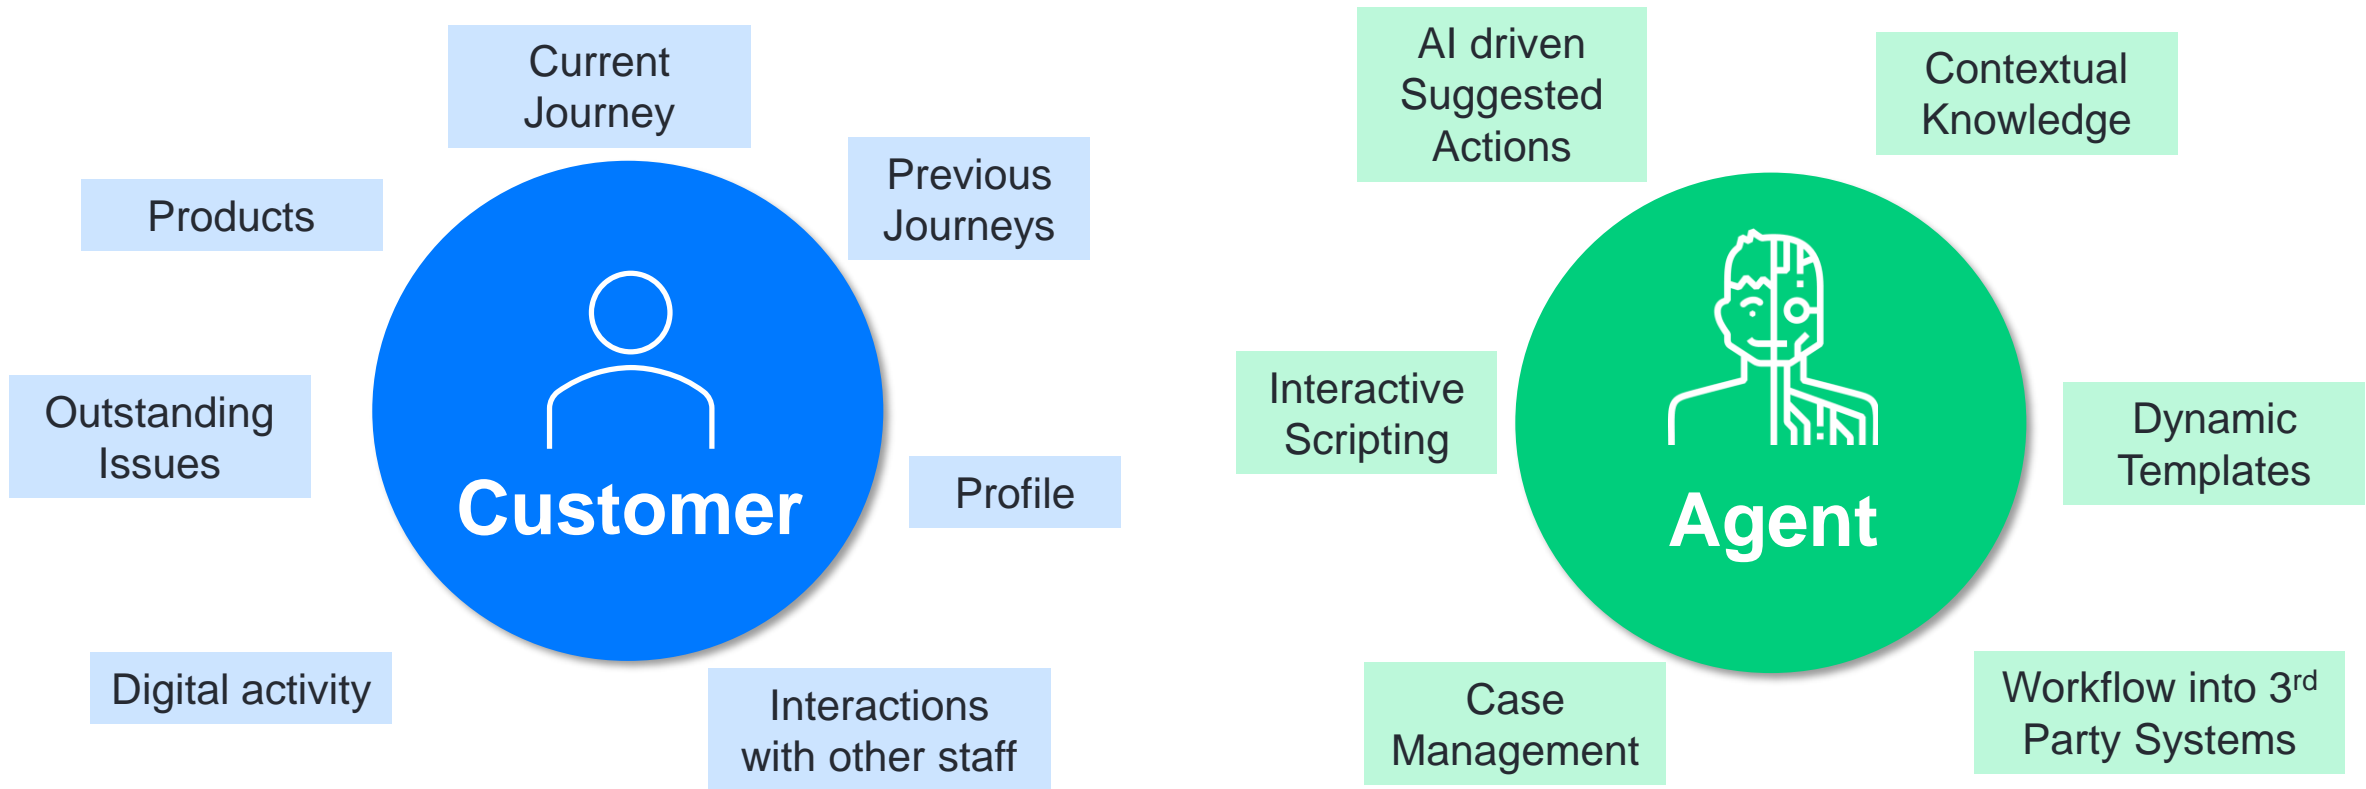 Current
Journey
Previous
Journeys
Products
Outstanding
Issues
Customer
Profile
Digital activity
Interactions
with other staff
AI driven
Suggested
Actions
Contextual
Knowledge
Interactive
Scripting
Agent
Dynamic
Templates
Case
Management
Workflow into 3rd
Party Systems